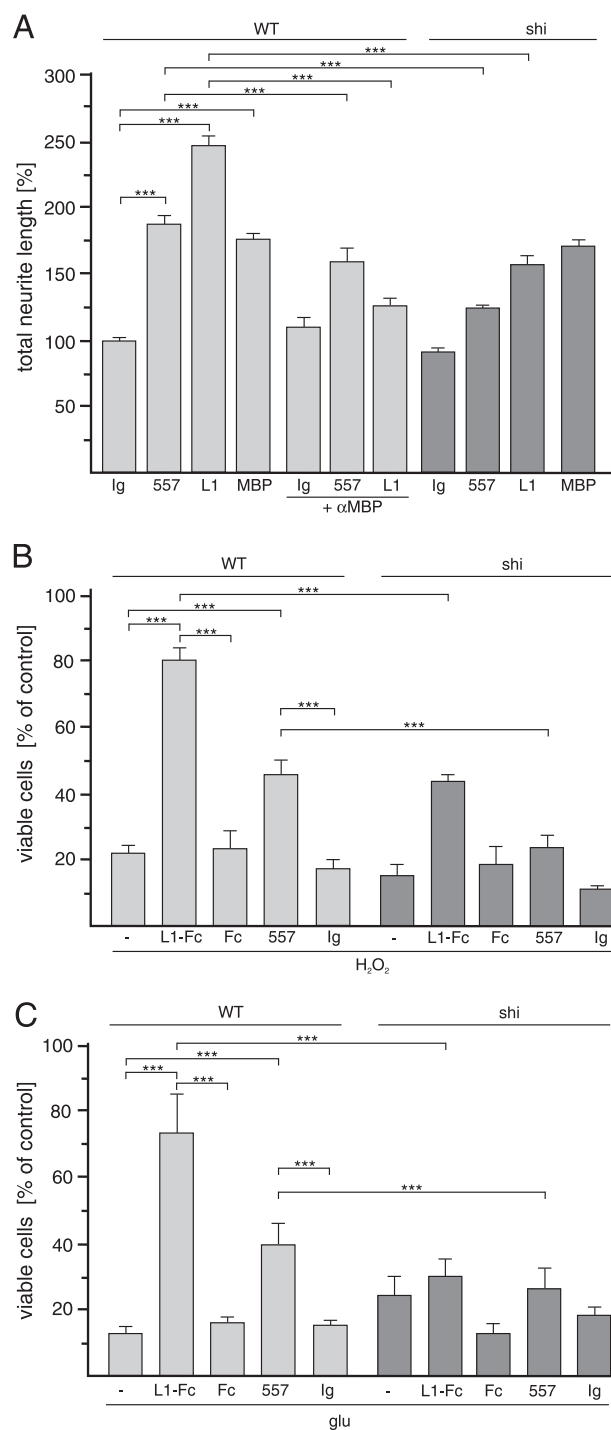 A
WT shi
*** 
***
***
***
***
***
***
total neurite length [%]
300
250
200
150
100
50
Ig 557 L1 MBP Ig 557 L1 Ig 557 L1 MBP
+ αMBP
B
WT shi
viable cells [% of control]
100
80
60
40
20
***
***
***
***
***
***
- L1-Fc Fc 557 Ig - L1-Fc Fc 557 Ig
H₂O₂
C
WT shi
viable cells [% of control]
100
80
60
40
20
***
***
***
***
***
***
- L1-Fc Fc 557 Ig - L1-Fc Fc 557 Ig
glu